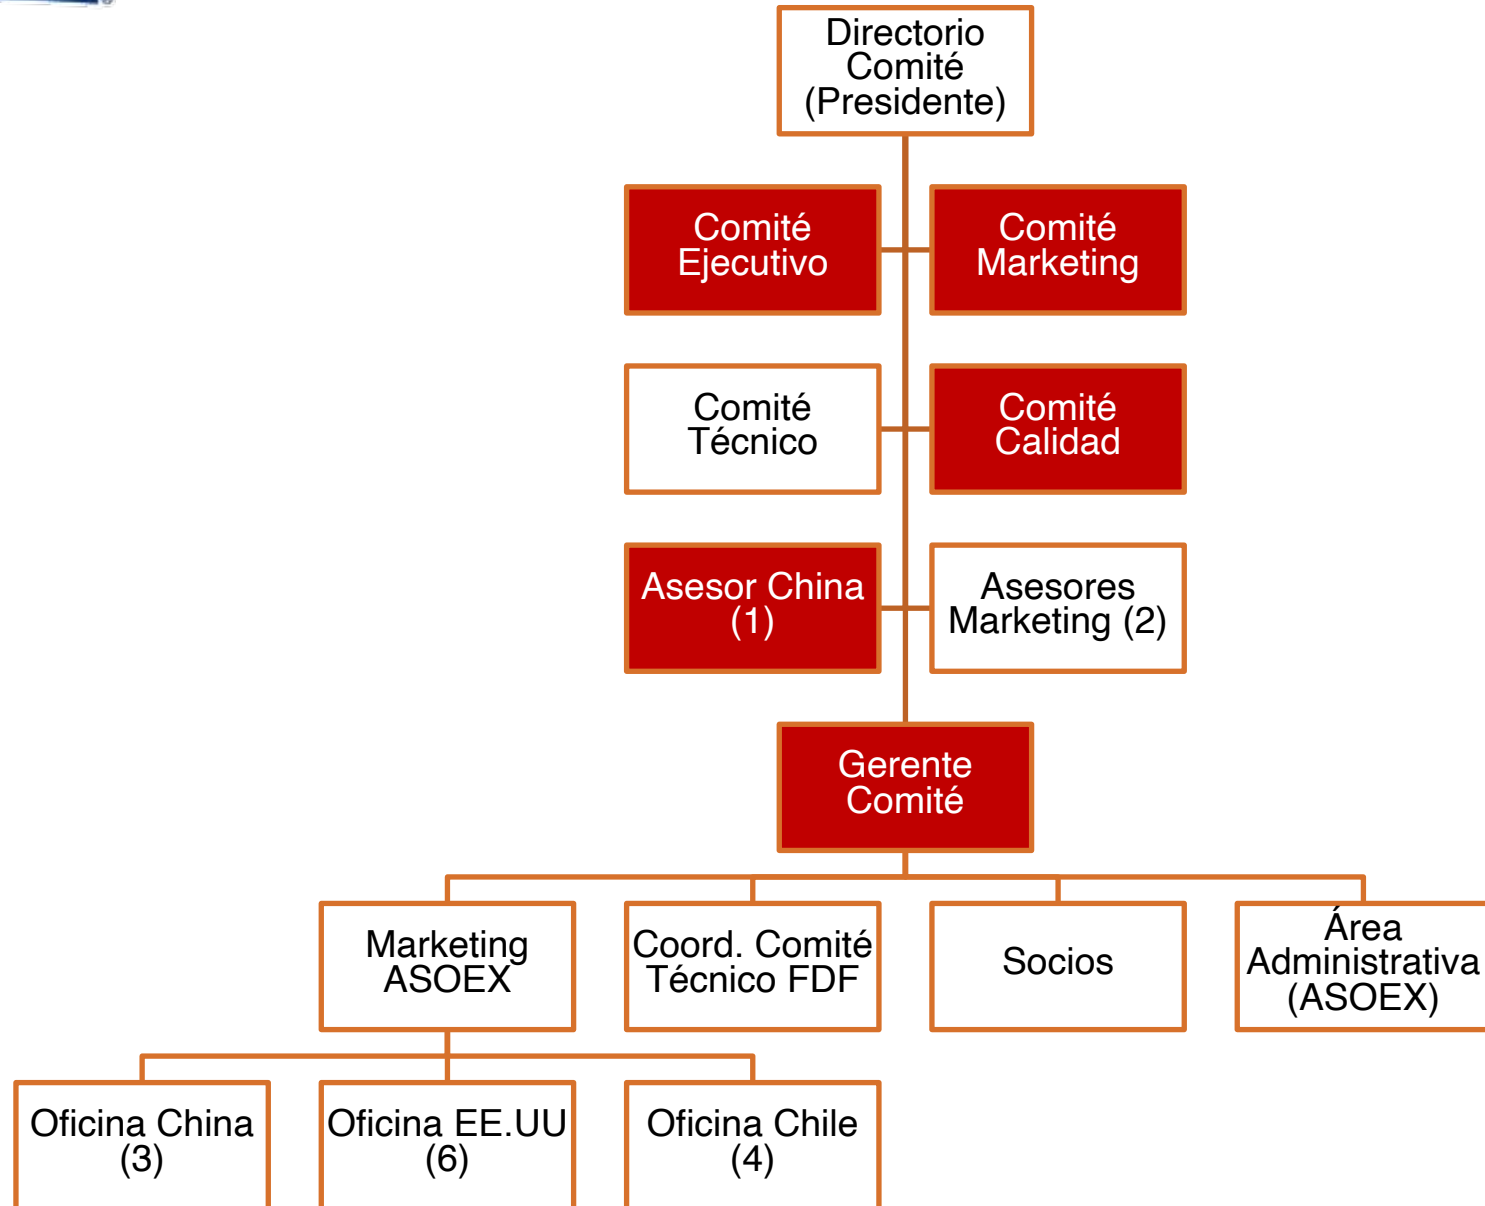 Directorio
Comité
(Presidente)
Comité
Ejecutivo
Comité
Marketing
Comité
Técnico
Comité
Calidad
Asesor China
(1)
Asesores
Marketing (2)
Gerente
Comité
Marketing
ASOEX
Coord. Comité
Técnico FDF
Socios
Área
Administrativa
(ASOEX)
Oficina China
(3)
Oficina EE.UU
(6)
Oficina Chile
(4)